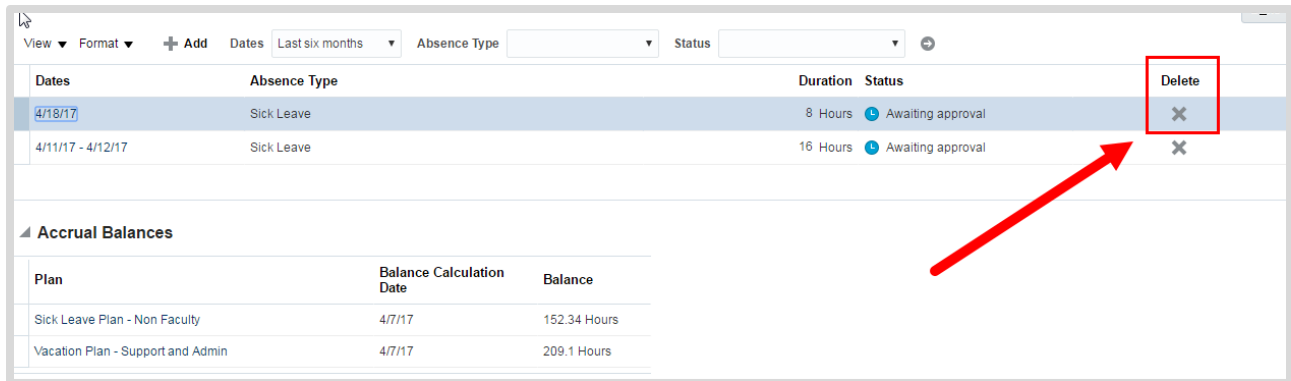 View Format Add Dates Last six months Absence Type Status
Dates Absence Type Duration Status Delete
4/18/17 Sick Leave 8 Hours Awaiting approval
4/11/17 - 4/12/17 Sick Leave 16 Hours Awaiting approval
Accrual Balances
Plan Balance Calculation Date Balance
Sick Leave Plan - Non Faculty 4/7/17 152.34 Hours
Vacation Plan - Support and Admin 4/7/17 209.1 Hours